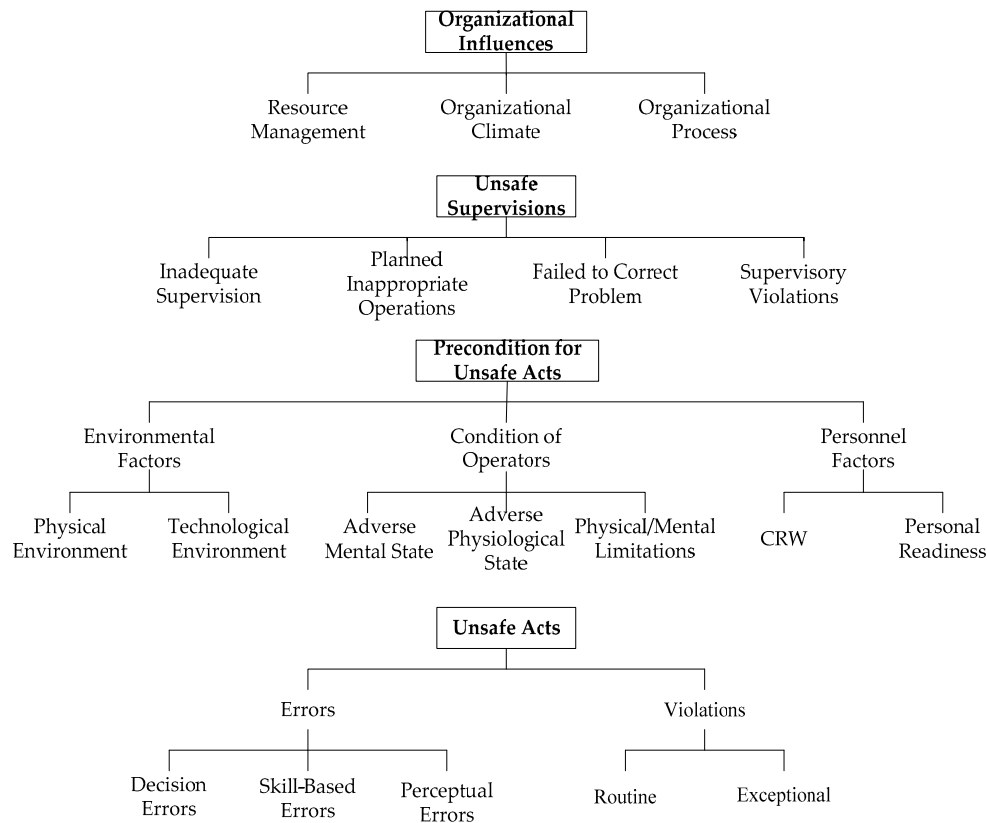 Organizational
Influences
Resource
Management
Organizational
Climate
Organizational
Process
Unsafe
Supervisions
Inadequate
Supervision
Planned
Inappropriate
Operations
Failed to Correct
Problem
Supervisory
Violations
Precondition for
Unsafe Acts
Environmental
Factors
Condition of
Operators
Personnel
Factors
Physical
Environment
Technological
Environment
Adverse
Mental State
Adverse
Physiological
State
Physical/Mental
Limitations
CRW
Personal
Readiness
Unsafe Acts
Errors
Violations
Decision
Errors
Skill-Based
Errors
Perceptual
Errors
Routine
Exceptional